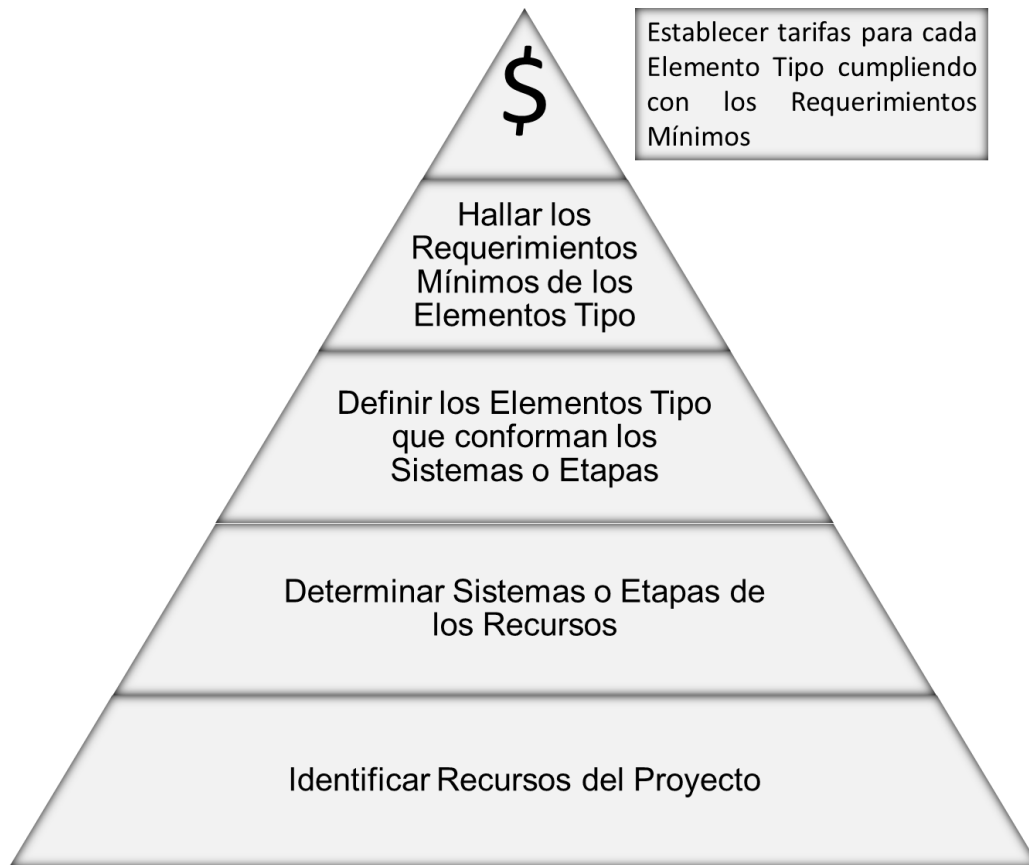 $
Establecer tarifas para cada
Elemento Tipo cumpliendo
con los Requerimientos
Mínimos
Hallar los
Requerimientos
Mínimos de los
Elementos Tipo
Definir los Elementos Tipo
que conforman los
Sistemas o Etapas
Determinar Sistemas o Etapas de
los Recursos
Identificar Recursos del Proyecto